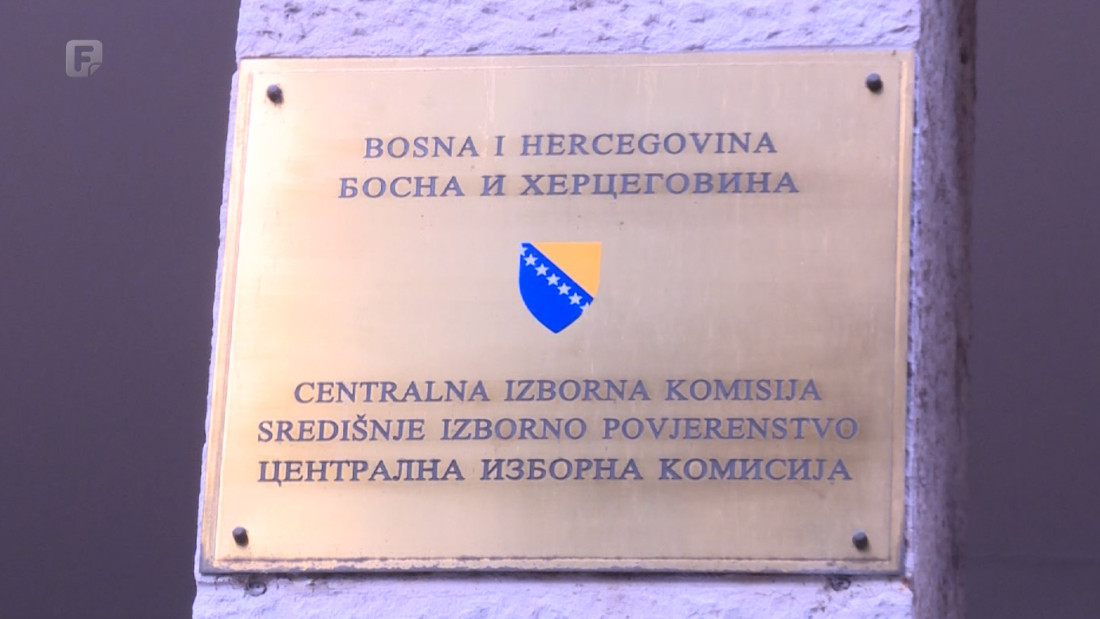 F
BOSNA I HERCEGOVINA
БОСНА И ХЕРЦЕГОВИНА
CENTRALNA IZBORNA KOMISIJA
SREDIŠNJE IZBORNO POVJERENSTVO
ЦЕНТРАЛНА ИЗБОРНА КОМИСИЈА